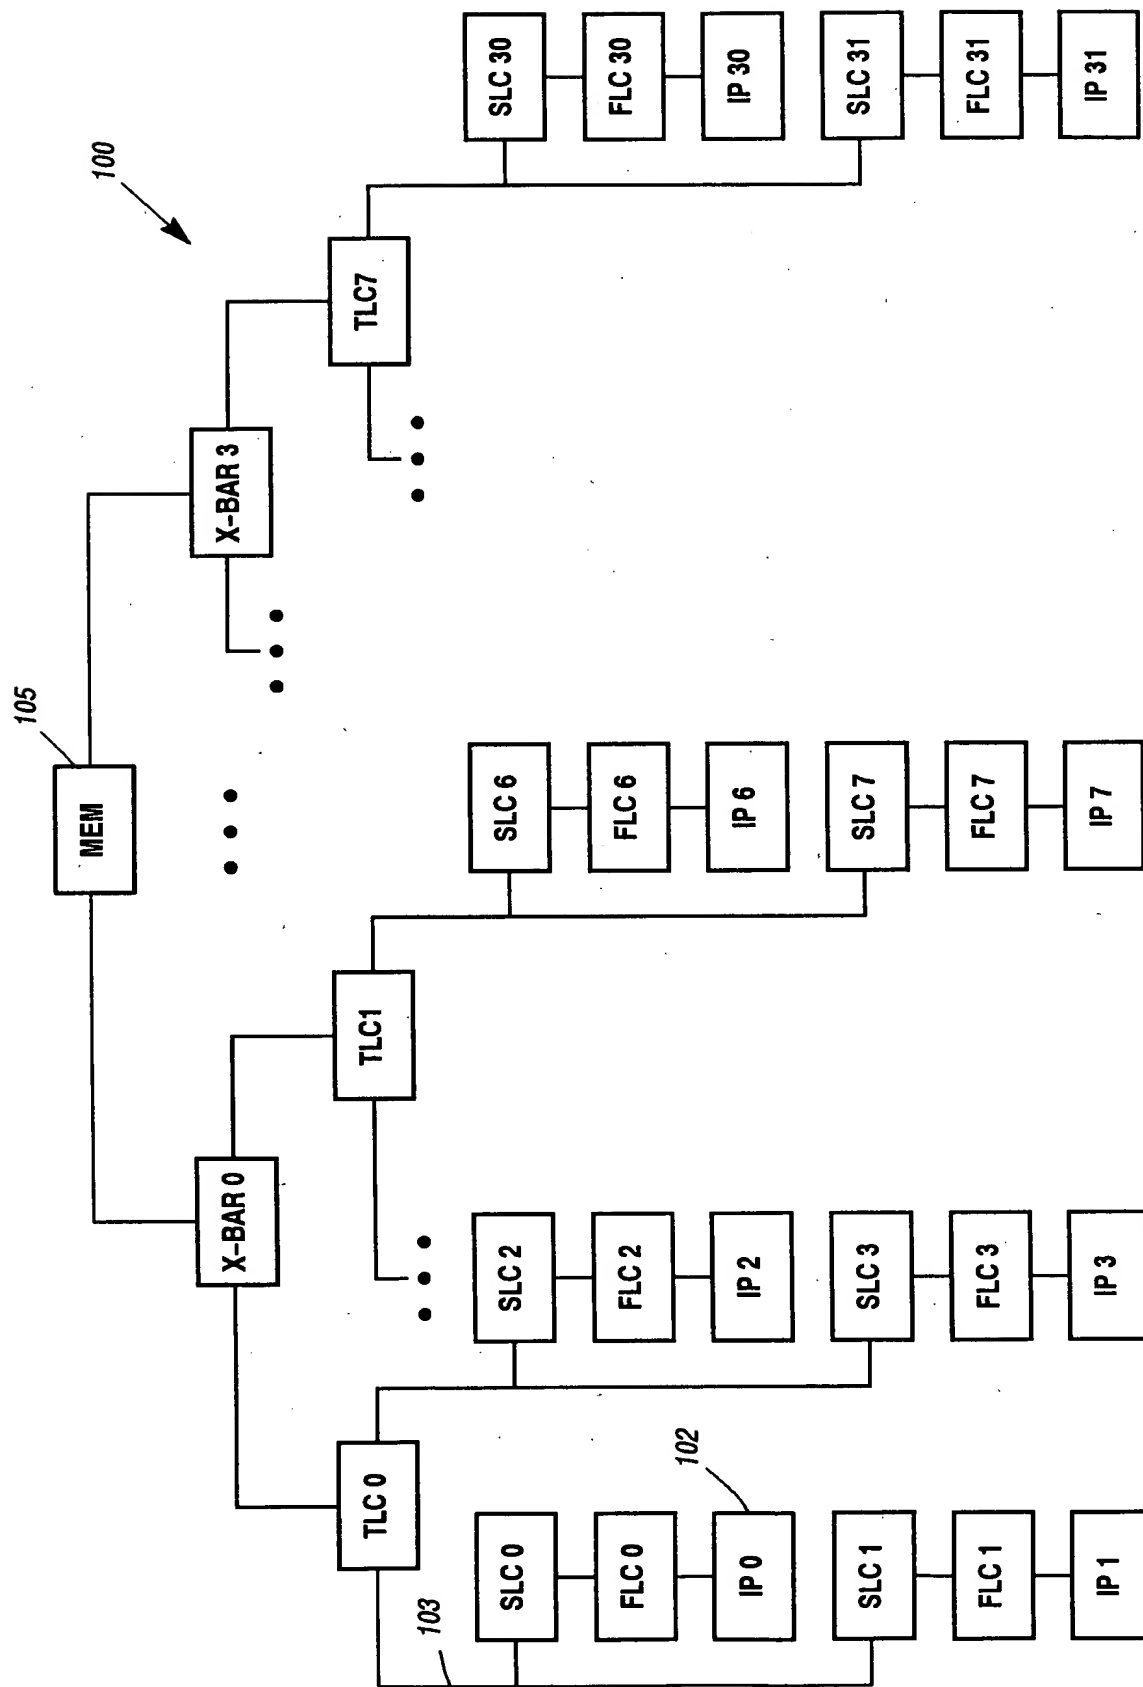 100
105
MEM
X-BAR 0
X-BAR 3
TLC 0
TLC1
TLC7
103
SLC 0
FLC 0
IP 0
102
SLC 1
FLC 1
IP 1
SLC 2
FLC 2
IP 2
SLC 3
FLC 3
IP 3
SLC 6
FLC 6
IP 6
SLC 7
FLC 7
IP 7
SLC 30
FLC 30
IP 30
SLC 31
FLC 31
IP 31